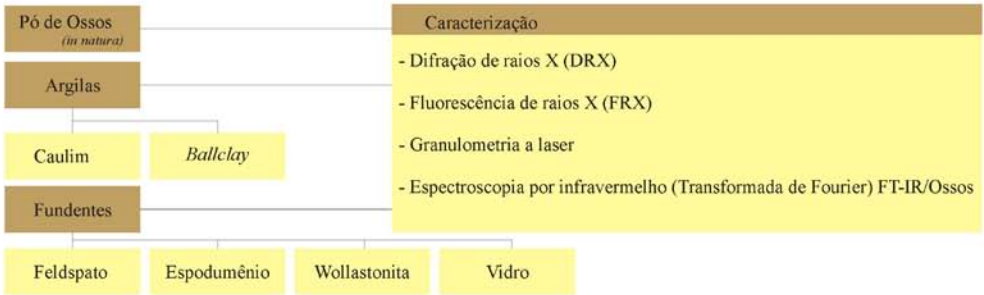 Pó de Ossos
(in natura)
Argilas
Caulim
Ballclay
Fundentes
Feldspato
Espodumênio
Wollastonita
Vidro
Caracterização
- Difração de raios X (DRX)
- Fluorescência de raios X (FRX)
- Granulometria a laser
- Espectroscopia por infravermelho (Transformada de Fourier) FT-IR/Ossos